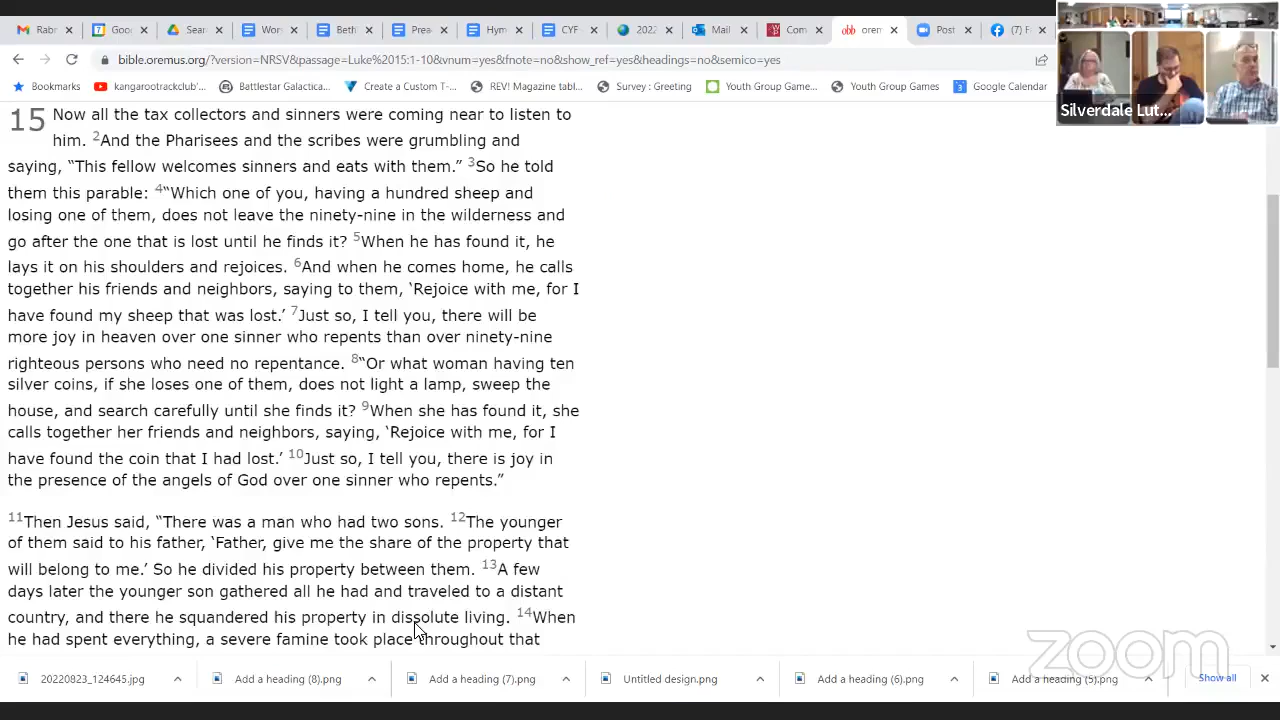 Rabr
Goo
Sear
Wor
Bett
Prea
Hym
CYF
202
Mail
Com
orem
Post
(7) F
bible.oremus.org/?version=NRSV&passage=Luke%2015:1-10&vnum=yes&fnote=no&show_ref=yes&headings=no&semico=yes
Bookmarks
kangarootrackclub'...
Battlestar Galactica...
Create a Custom T-...
REV! Magazine tabl...
Survey : Greeting
Youth Group Game...
Youth Group Games
Google Calendar
Silverdale Lut...
15 Now all the tax collectors and sinners were coming near to listen to
him. 2And the Pharisees and the scribes were grumbling and
saying, “This fellow welcomes sinners and eats with them.” 3So he told
them this parable: 4“Which one of you, having a hundred sheep and
losing one of them, does not leave the ninety-nine in the wilderness and
go after the one that is lost until he finds it? 5When he has found it, he
lays it on his shoulders and rejoices. 6And when he comes home, he calls
together his friends and neighbors, saying to them, ‘Rejoice with me, for I
have found my sheep that was lost.’ 7Just so, I tell you, there will be
more joy in heaven over one sinner who repents than over ninety-nine
righteous persons who need no repentance. 8“Or what woman having ten
silver coins, if she loses one of them, does not light a lamp, sweep the
house, and search carefully until she finds it? 9When she has found it, she
calls together her friends and neighbors, saying, ‘Rejoice with me, for I
have found the coin that I had lost.’ 10Just so, I tell you, there is joy in
the presence of the angels of God over one sinner who repents.”
11Then Jesus said, “There was a man who had two sons. 12The younger
of them said to his father, ‘Father, give me the share of the property that
will belong to me.’ So he divided his property between them. 13A few
days later the younger son gathered all he had and traveled to a distant
country, and there he squandered his property in dissolute living. 14When
he had spent everything, a severe famine took place throughout that
zoom
20220823_124645.jpg
Add a heading (8).png
Add a heading (7).png
Untitled design.png
Add a heading (6).png
Add a heading (5).png
Show all